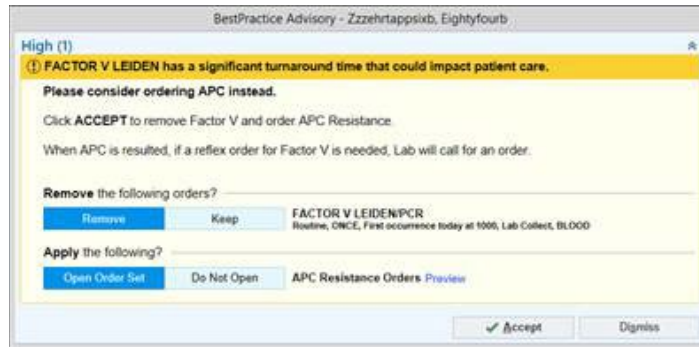 BestPractice Advisory - Zzzehrtappsixb, Eightyfourb
High (1)
FACTOR V LEIDEN has a significant turnaround time that could impact patient care.
Please consider ordering APC instead.
Click ACCEPT to remove Factor V and order APC Resistance.
When APC is resulted, if a reflex order for Factor V is needed, Lab will call for an order.
Remove the following orders?
Remove Keep FACTOR V LEIDEN/PCR
Routine, ONCE, First occurrence today at 1000, Lab Collect, BLOOD
Apply the following?
Open Order Set Do Not Open APC Resistance Orders Preview
Accept Dismiss